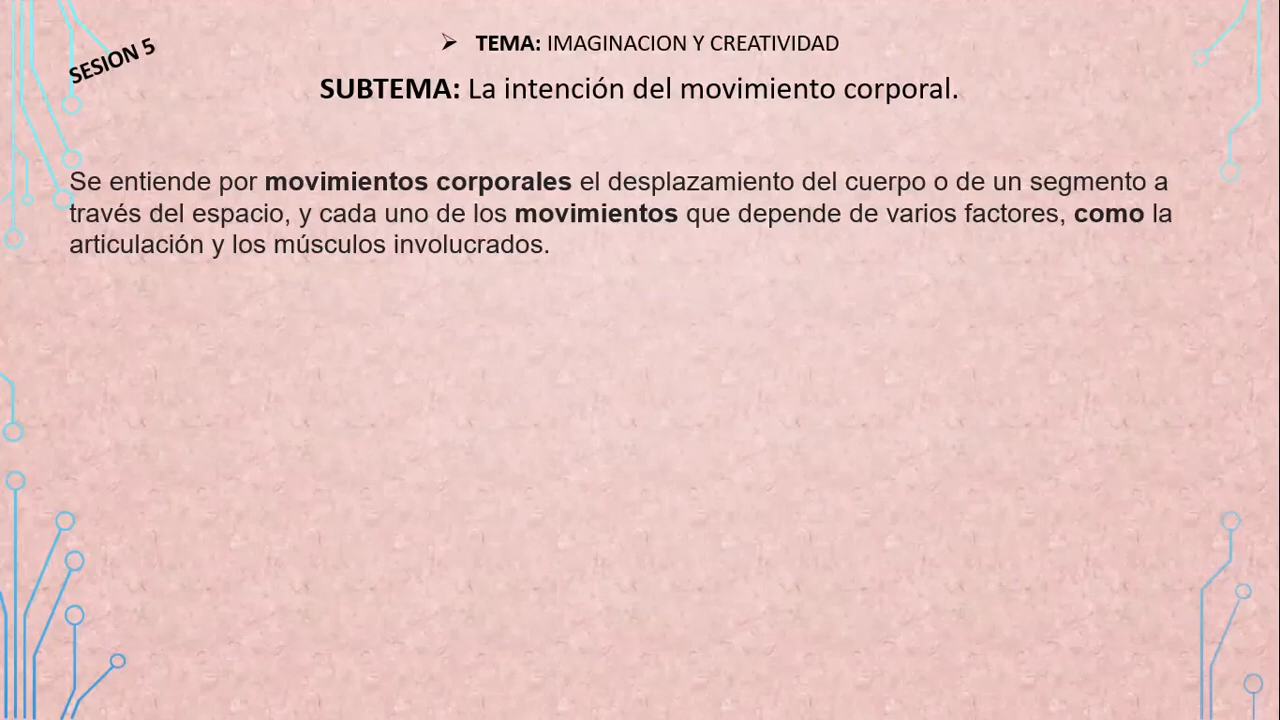 SESION 5
➢ TEMA: IMAGINACION Y CREATIVIDAD
SUBTEMA: La intención del movimiento corporal.
Se entiende por movimientos corporales el desplazamiento del cuerpo o de un segmento a
través del espacio, y cada uno de los movimientos que depende de varios factores, como la
articulación y los músculos involucrados.